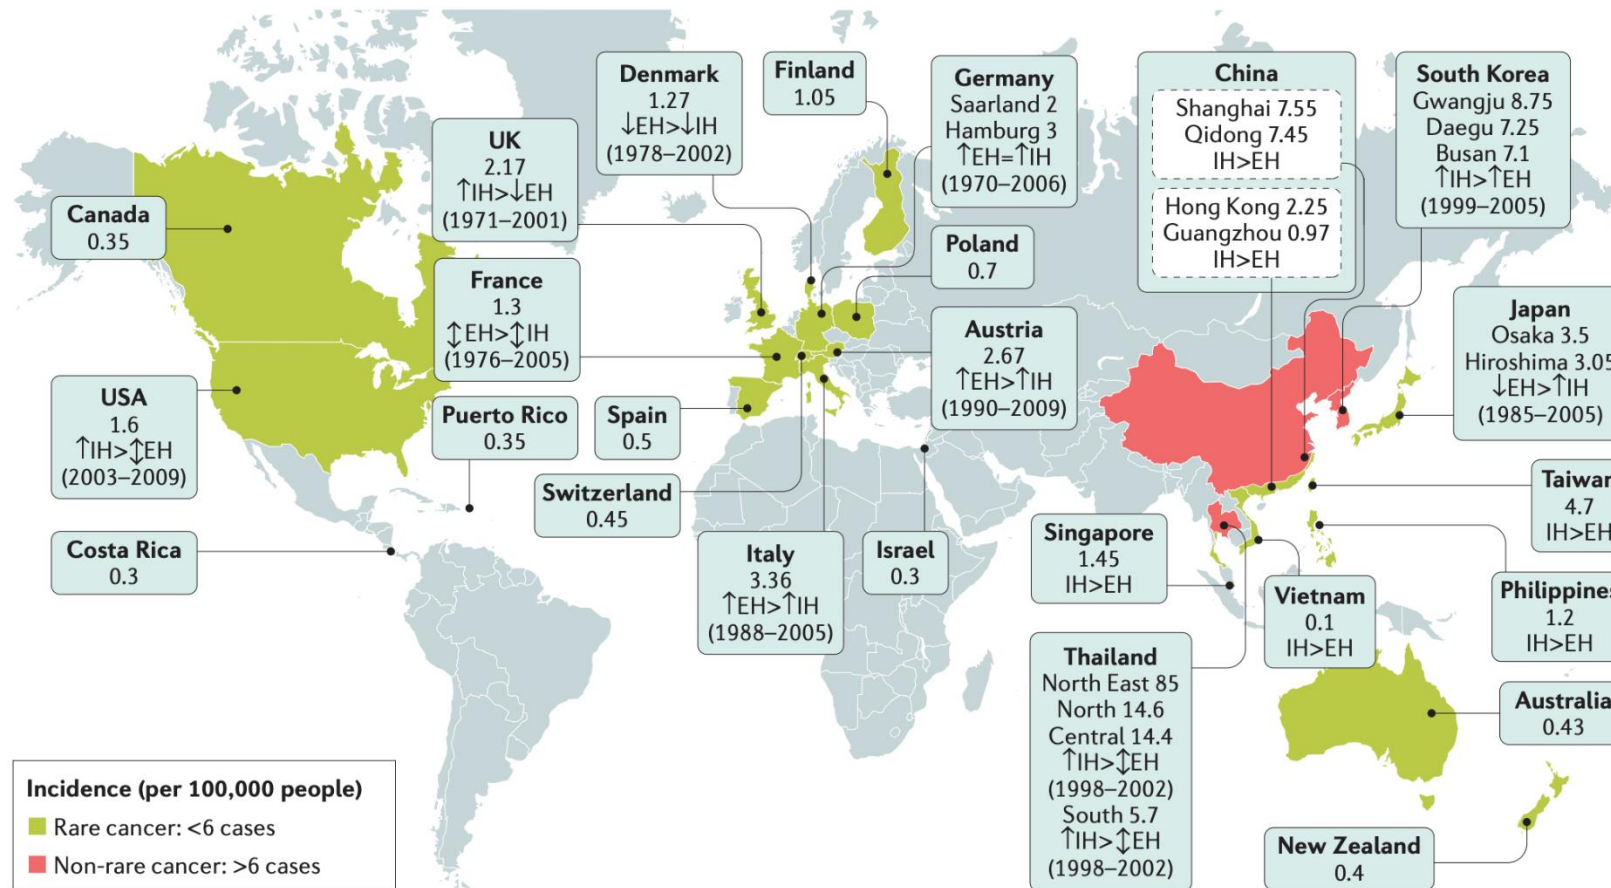 Denmark
1.27
↓EH>↓IH
(1978–2002)
Finland
1.05
Germany
Saarland 2
Hamburg 3
↑EH=↑IH
(1970–2006)
China
Shanghai 7.55
Qidong 7.45
IH>EH
Hong Kong 2.25
Guangzhou 0.97
IH>EH
South Korea
Gwangju 8.75
Daegu 7.25
Busan 7.1
↑IH>↑EH
(1999–2005)
UK
2.17
↑IH>↓EH
(1971–2001)
Canada
0.35
Poland
0.7
France
1.3
↕EH>↕IH
(1976–2005)
Austria
2.67
↑EH>↑IH
(1990–2009)
Japan
Osaka 3.5
Hiroshima 3.05
↓EH>↑IH
(1985–2005)
USA
1.6
↑IH>↕EH
(2003–2009)
Puerto Rico
0.35
Spain
0.5
Switzerland
0.45
Taiwan
4.7
IH>EH
Costa Rica
0.3
Italy
3.36
↑EH>↑IH
(1988–2005)
Israel
0.3
Singapore
1.45
IH>EH
Vietnam
0.1
IH>EH
Philippines
1.2
IH>EH
Thailand
North East 85
North 14.6
Central 14.4
↑IH>↕EH
(1998–2002)
South 5.7
↑IH>↕EH
(1998–2002)
Australia
0.43
New Zealand
0.4
Incidence (per 100,000 people)
Rare cancer: <6 cases
Non-rare cancer: >6 cases